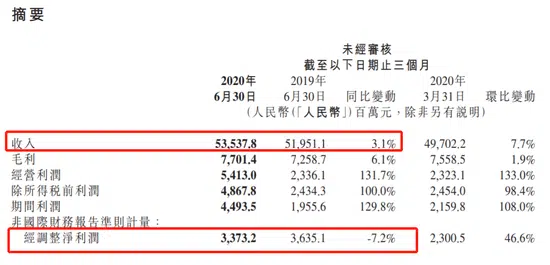 摘要
未經審核
截至以下日期止三個月
2020年 2019年 2020年
6月30日 6月30日 同比變動 3月31日 環比變動
(人民幣(「人民幣」)百萬元，除非另有說明)
收入 53,537.8 51,951.1 3.1% 49,702.2 7.7%
毛利 7,701.4 7,258.7 6.1% 7,558.5 1.9%
經營利潤 5,413.0 2,336.1 131.7% 2,323.1 133.0%
除所得稅前利潤 4,867.8 2,434.3 100.0% 2,454.0 98.4%
期間利潤 4,493.5 1,955.6 129.8% 2,159.8 108.0%
非國際財務報告準則計量：
經調整淨利潤 3,373.2 3,635.1 -7.2% 2,300.5 46.6%